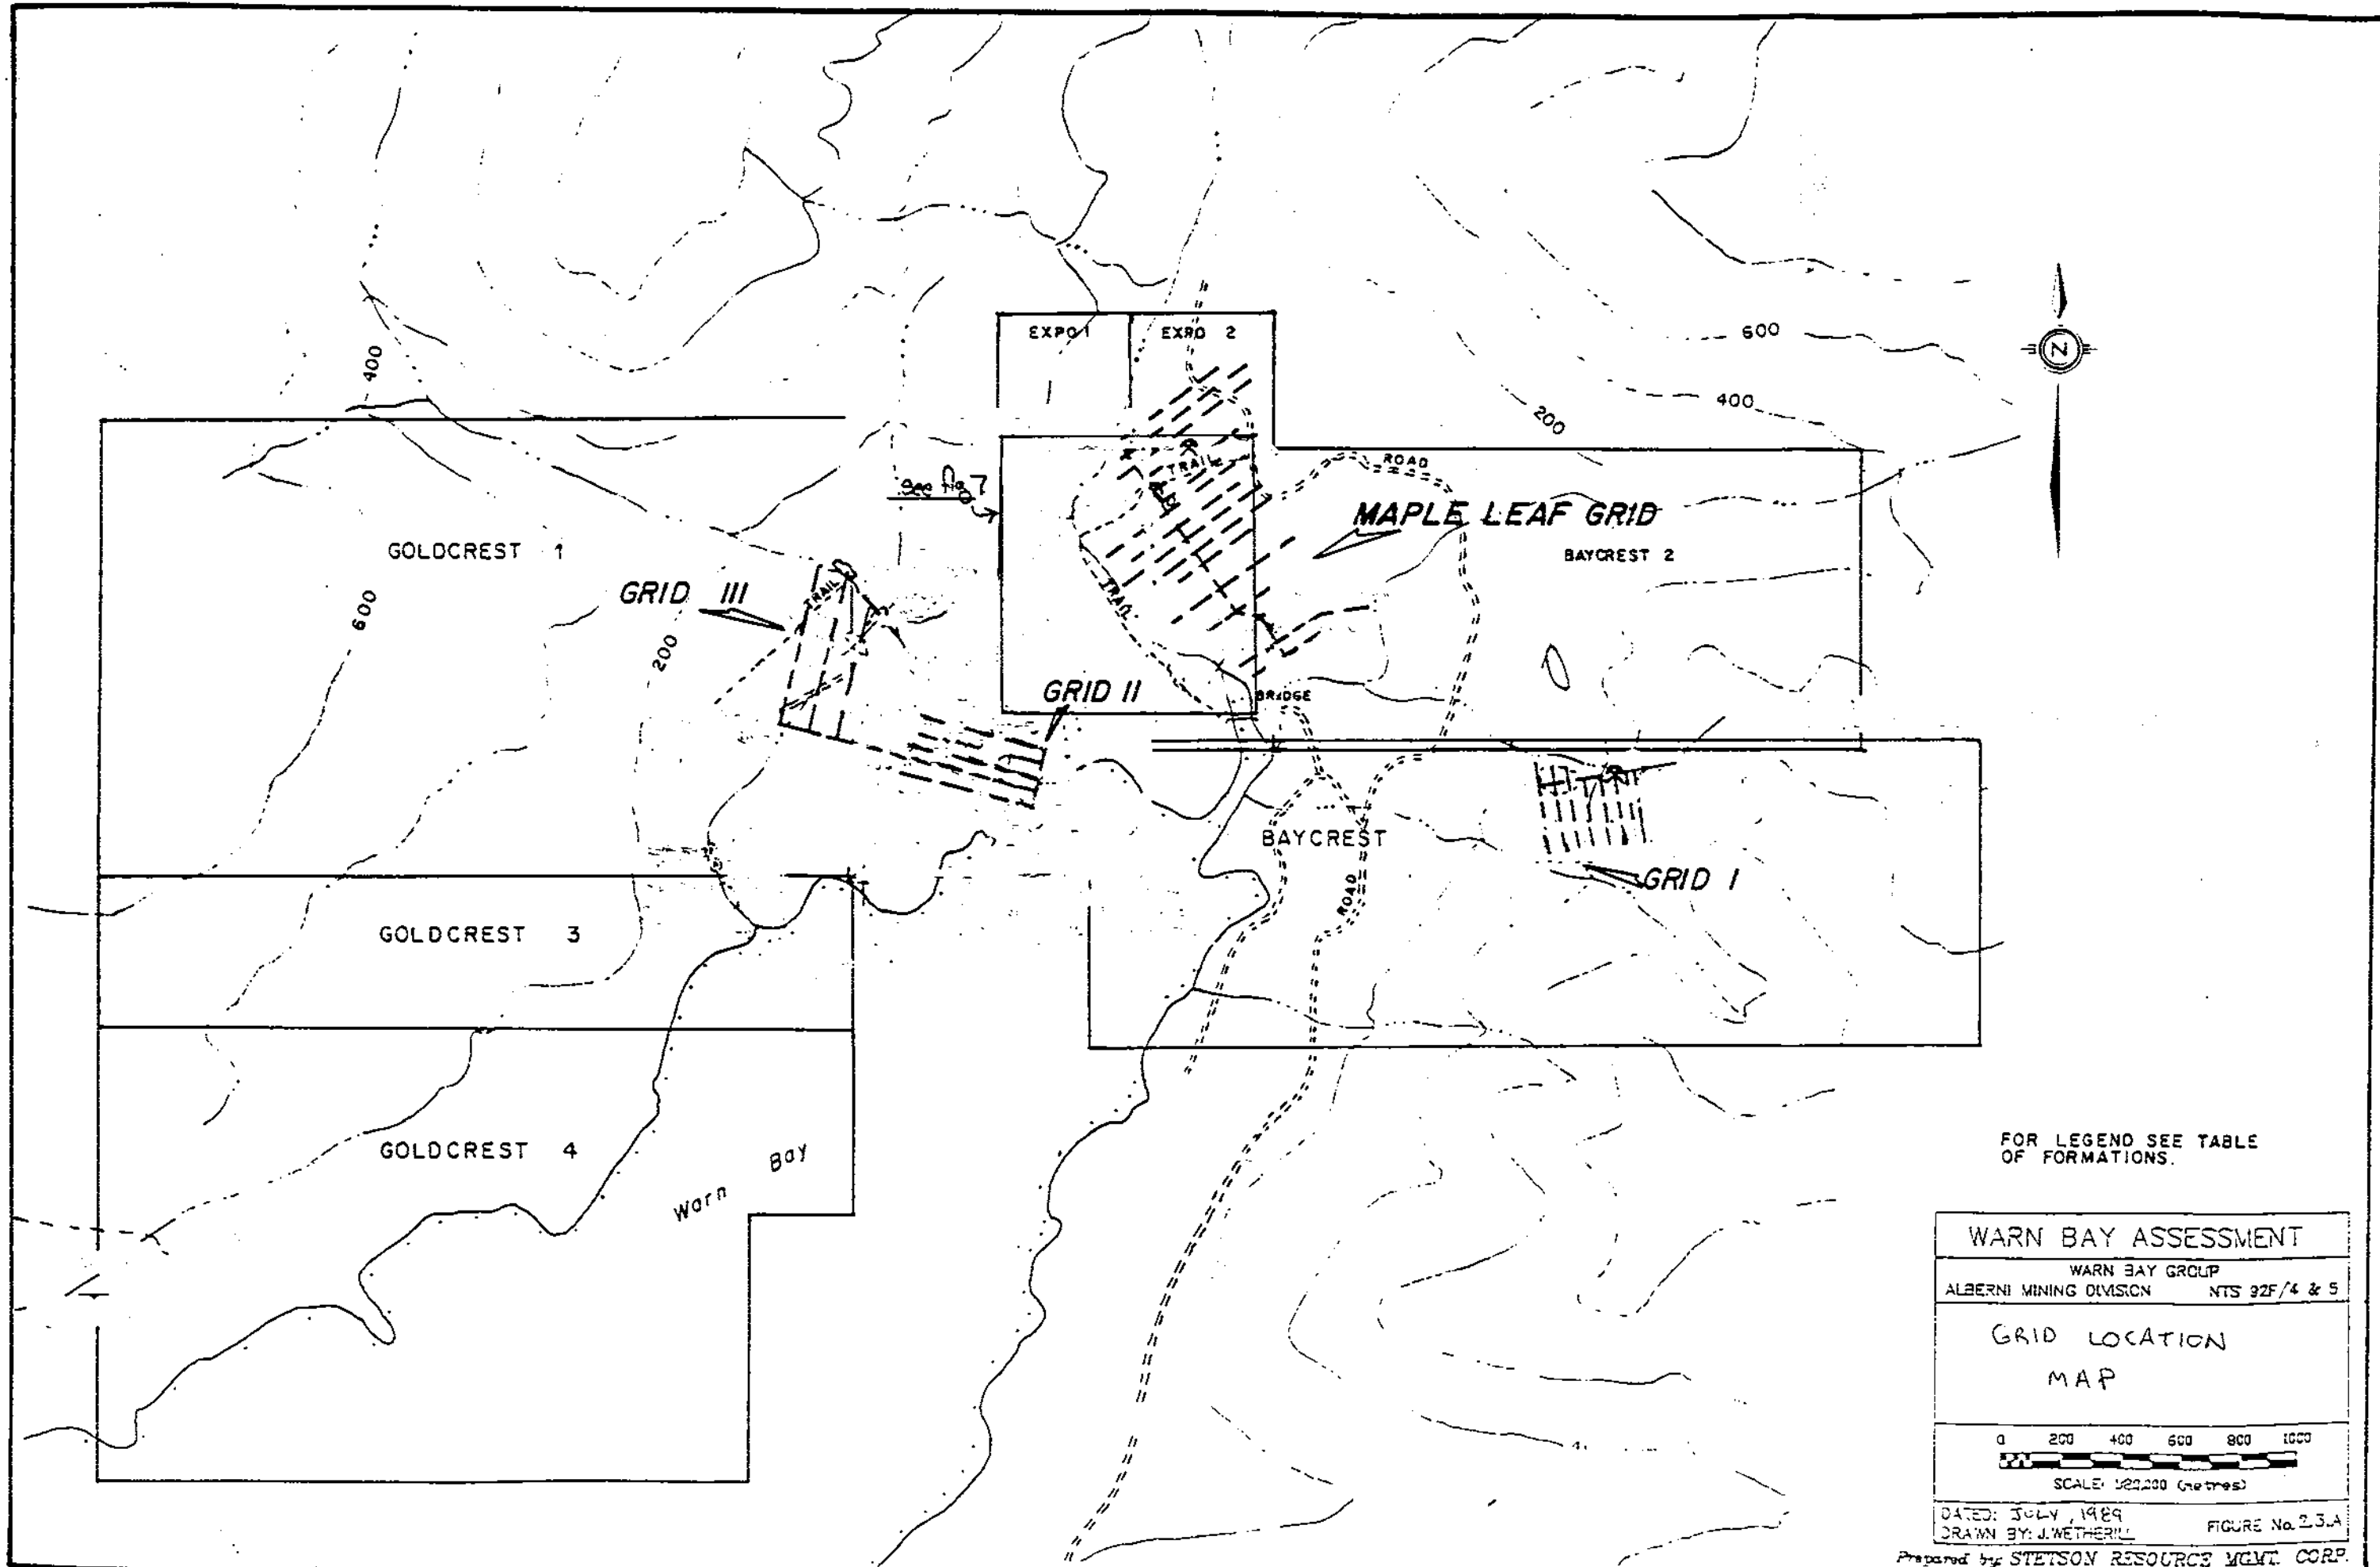 EXPO 1
EXPO 2
600
400
400
200
ROAD
TRAIL
see fig 7
MAPLE LEAF GRID
GOLDCREST 1
BAYCREST 2
GRID III
TRAIL
TRAIL
600
200
GRID II
BRIDGE
BAYCREST
GRID I
ROAD
GOLDCREST 3
GOLDCREST 4
Warn Bay
N
FOR LEGEND SEE TABLE
OF FORMATIONS.
WARN BAY ASSESSMENT
WARN BAY GROUP
ALBERNI MINING DIVISION NTS 92F/4 & 5
GRID LOCATION
MAP
0 200 400 600 800 1000
SCALE: (metres)
DATED: JULY, 1989
DRAWN BY: J.WETHERILL
FIGURE No. 2.3.A
Prepared by STETSON RESOURCE MGMT. CORP.